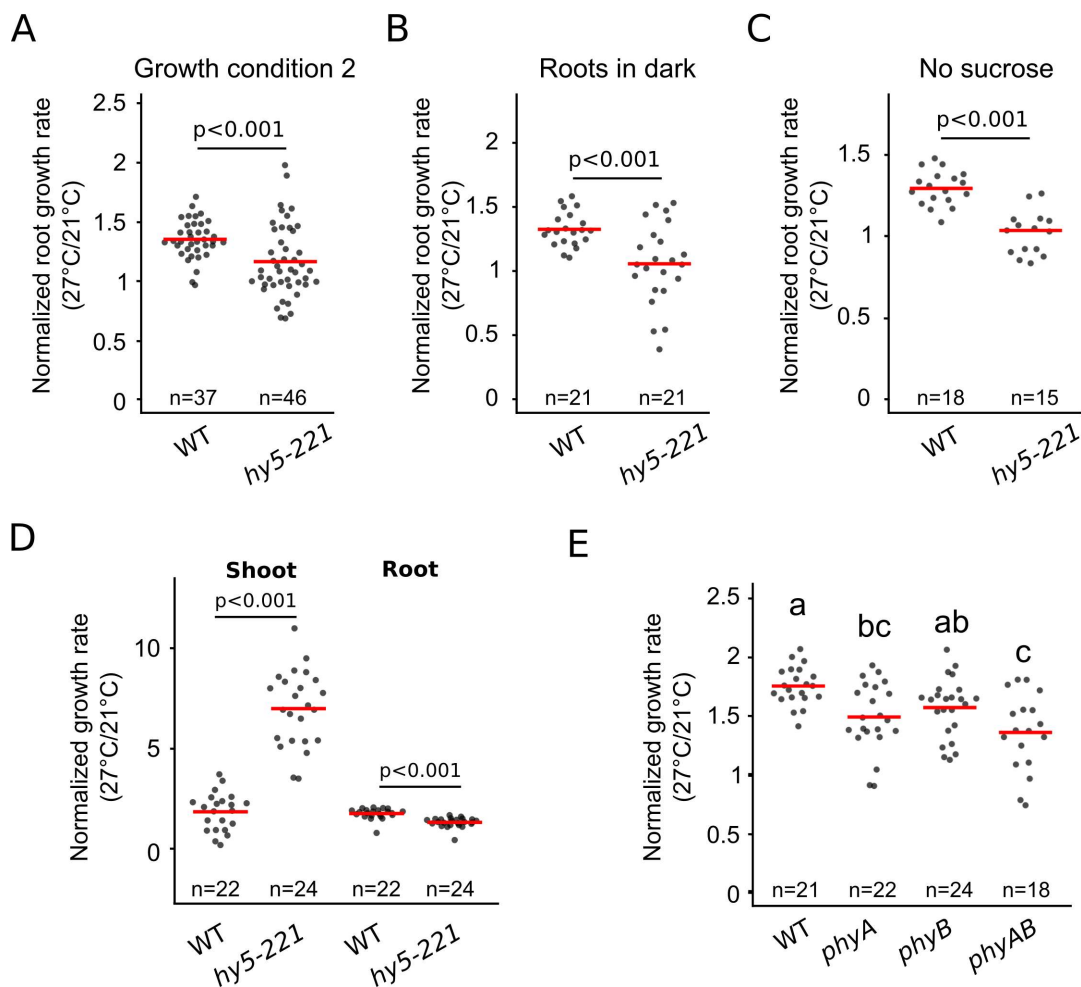 A
Growth condition 2
Normalized root growth rate
(27°C/21°C)
2.5
2
1.5
1
0.5
0
p<0.001
n=37
n=46
WT
hy5-221
B
Roots in dark
Normalized root growth rate
(27°C/21°C)
2
1.5
1
0.5
0
p<0.001
n=21
n=21
WT
hy5-221
C
No sucrose
Normalized root growth rate
(27°C/21°C)
1.5
1
0.5
0
p<0.001
n=18
n=15
WT
hy5-221
D
Shoot
Root
Normalized growth rate
(27°C/21°C)
10
5
0
p<0.001
p<0.001
n=22
n=24
n=22
n=24
WT
hy5-221
WT
hy5-221
E
Normalized growth rate
(27°C/21°C)
2.5
2
1.5
1
0.5
0
a
bc
ab
c
n=21
n=22
n=24
n=18
WT
phyA
phyB
phyAB